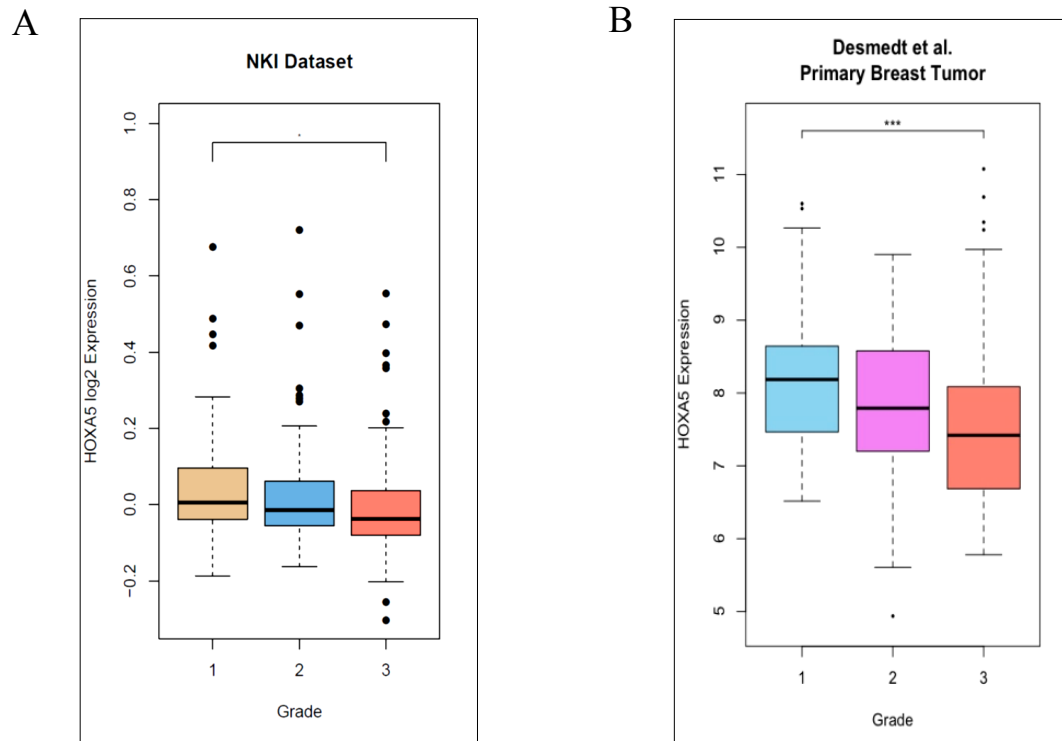 A
NKI Dataset
HOXA5 log2 Expression
1.0
0.8
0.6
0.4
0.2
0.0
−0.2
1 2 3
Grade
B
Desmedt et al.
Primary Breast Tumor
***
HOXA5 Expression
11
10
9
8
7
6
5
1 2 3
Grade